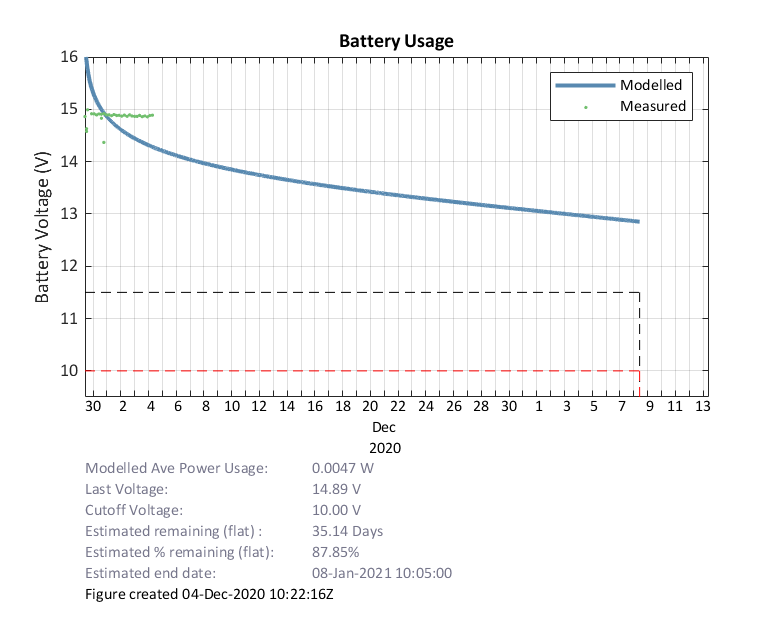 Battery Usage
Modelled
Measured
Battery Voltage (V)
16
15
14
13
12
11
10
30 2 4 6 8 10 12 14 16 18 20 22 24 26 28 30 1 3 5 7 9 11 13
Dec
2020
Modelled Ave Power Usage: 0.0047 W
Last Voltage: 14.89 V
Cutoff Voltage: 10.00 V
Estimated remaining (flat) : 35.14 Days
Estimated % remaining (flat): 87.85%
Estimated end date: 08-Jan-2021 10:05:00
Figure created 04-Dec-2020 10:22:16Z